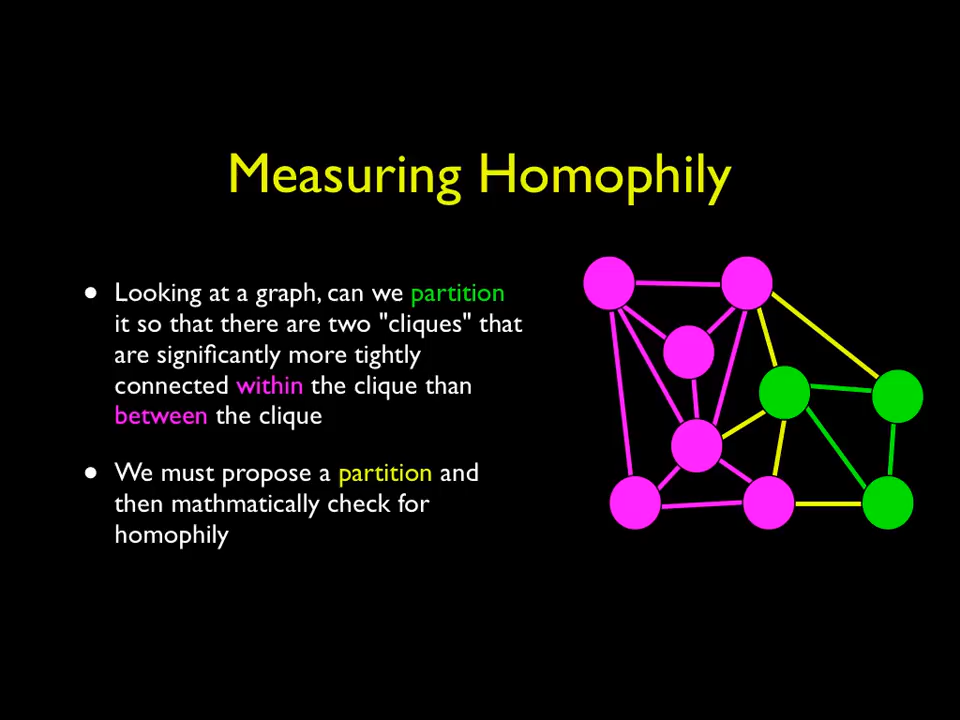 Measuring Homophily
• Looking at a graph, can we partition
it so that there are two "cliques" that
are significantly more tightly
connected within the clique than
between the clique
• We must propose a partition and
then mathmatically check for
homophily